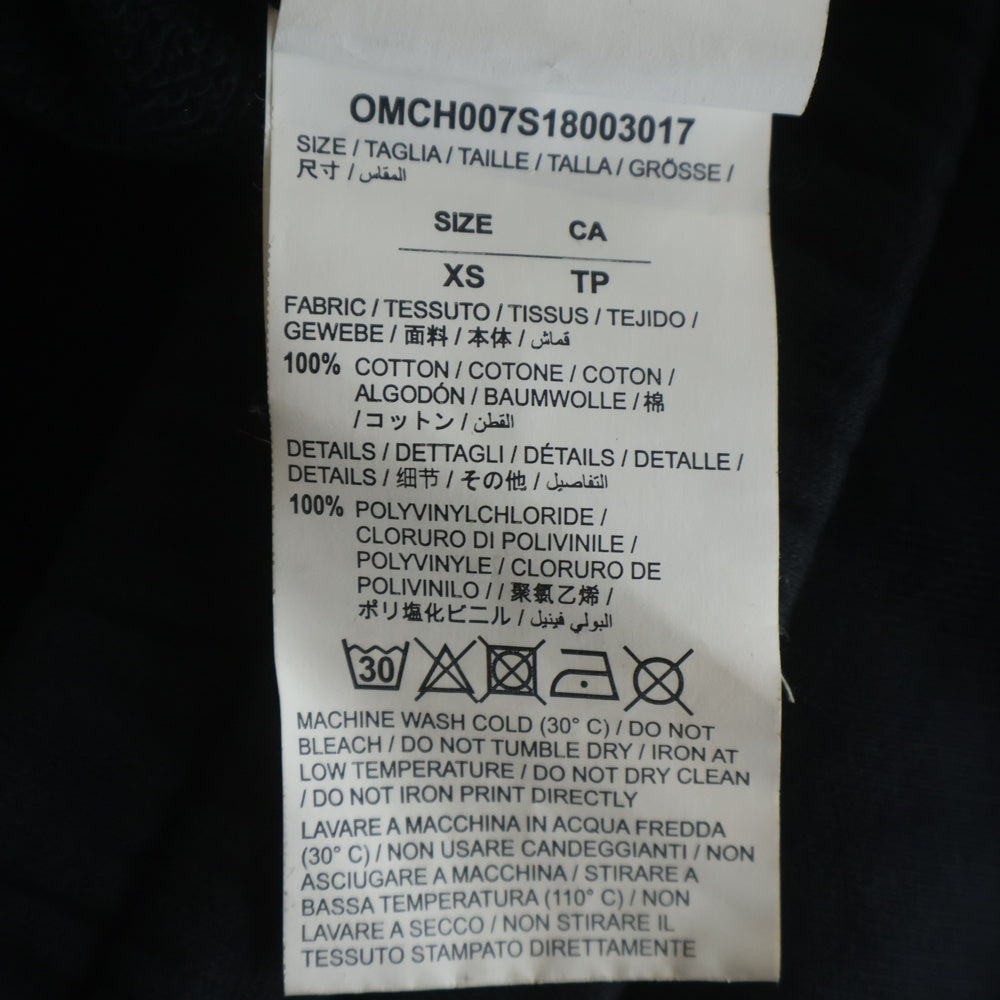 OMCH007S18003017
SIZE / TAGLIA / TAILLE / TALLA / GRÖSSE /
尺寸 / المقاس
SIZE CA
XS TP
FABRIC / TESSUTO / TISSUS / TEJIDO /
GEWEBE / 面料 / 本体 / قماش
100% COTTON / COTONE / COTON /
ALGODÓN / BAUMWOLLE / 棉
/ コットン / القطن
DETAILS / DETTAGLI / DÉTAILS / DETALLE /
DETAILS / 细节 / その他 / التفاصيل
100% POLYVINYLCHLORIDE /
CLORURO DI POLIVINILE /
POLYVINYLE / CLORURO DE
POLIVINILO / / 聚氯乙烯 /
ポリ塩化ビニル / البولي فينيل
30
MACHINE WASH COLD (30° C) / DO NOT
BLEACH / DO NOT TUMBLE DRY / IRON AT
LOW TEMPERATURE / DO NOT DRY CLEAN
/ DO NOT IRON PRINT DIRECTLY
LAVARE A MACCHINA IN ACQUA FREDDA
(30° C) / NON USARE CANDEGGIANTI / NON
ASCIUGARE A MACCHINA / STIRARE A
BASSA TEMPERATURA (110° C) / NON
LAVARE A SECCO / NON STIRARE IL
TESSUTO STAMPATO DIRETTAMENTE